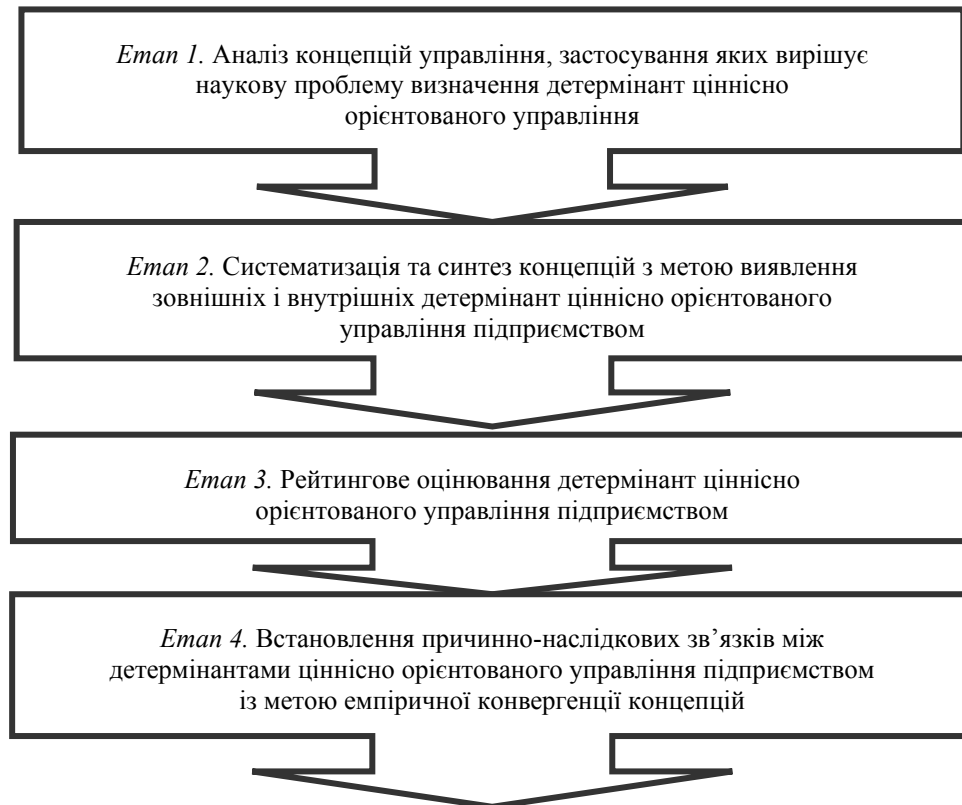 Етап 1. Аналіз концепцій управління, застосування яких вирішує
наукову проблему визначення детермінант ціннісно
орієнтованого управління
Етап 2. Систематизація та синтез концепцій з метою виявлення
зовнішніх і внутрішніх детермінант ціннісно орієнтованого
управління підприємством
Етап 3. Рейтингове оцінювання детермінант ціннісно
орієнтованого управління підприємством
Етап 4. Встановлення причинно-наслідкових зв’язків між
детермінантами ціннісно орієнтованого управління підприємством
із метою емпіричної конвергенції концепцій